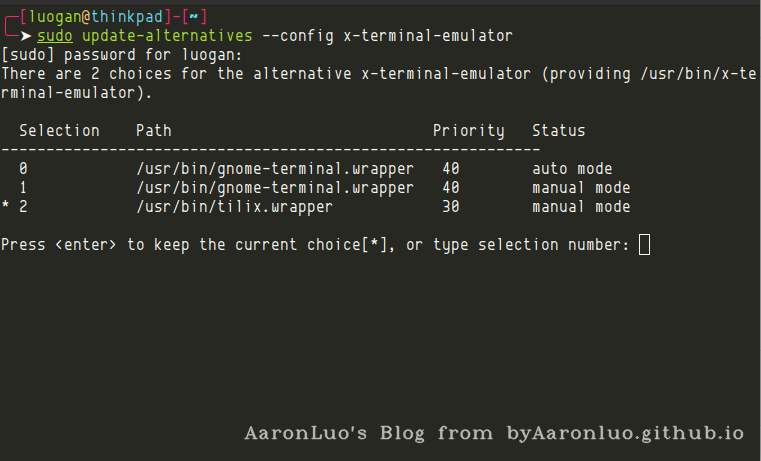 [luogan@thinkpad]-[~]
➤ sudo update-alternatives --config x-terminal-emulator
[sudo] password for luogan:
There are 2 choices for the alternative x-terminal-emulator (providing /usr/bin/x-te
rminal-emulator).
Selection Path Priority Status
------------------------------------------------------------
0 /usr/bin/gnome-terminal.wrapper 40 auto mode
1 /usr/bin/gnome-terminal.wrapper 40 manual mode
* 2 /usr/bin/tilix.wrapper 30 manual mode
Press <enter> to keep the current choice[*], or type selection number:
AaronLuo's Blog from byAaronluo.github.io